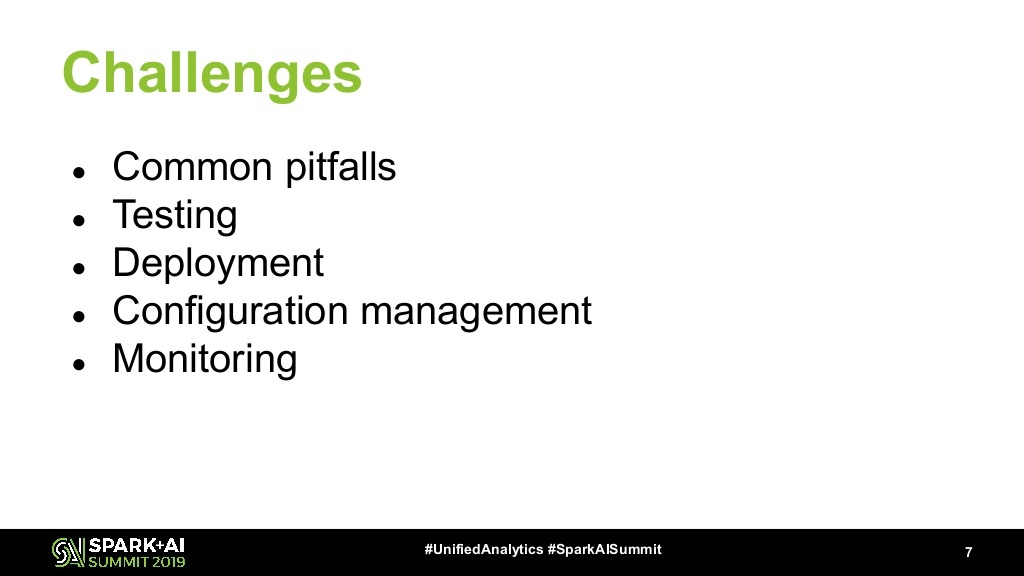 Challenges
● Common pitfalls
● Testing
● Deployment
● Configuration management
● Monitoring
SPARK+AI
SUMMIT 2019
#UnifiedAnalytics #SparkAISummit
7